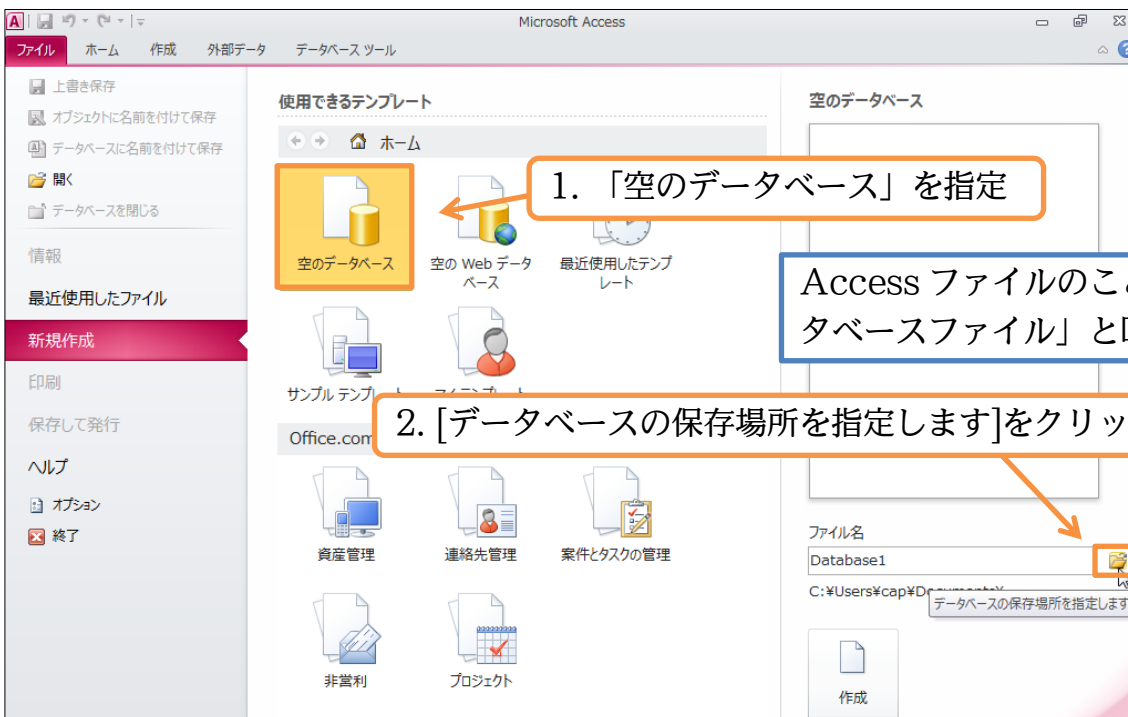 Microsoft Access
ファイル ホーム 作成 外部データ データベース ツール
上書き保存
オブジェクトに名前を付けて保存
データベースに名前を付けて保存
開く
データベースを閉じる
情報
最近使用したファイル
新規作成
印刷
保存して発行
ヘルプ
オプション
終了
使用できるテンプレート
ホーム
1. 「空のデータベース」を指定
空のデータベース
空の Web データ
ベース
最近使用したテンプ
レート
サンプル テンプレート
マイ テンプレート
2. [データベースの保存場所を指定します]をクリッ
Office.com
資産管理
連絡先管理
案件とタスクの管理
非営利
プロジェクト
空のデータベース
Access ファイルのこ
タベースファイル」と
ファイル名
Database1
C:¥Users¥cap¥Documents¥
データベースの保存場所を指定します
作成